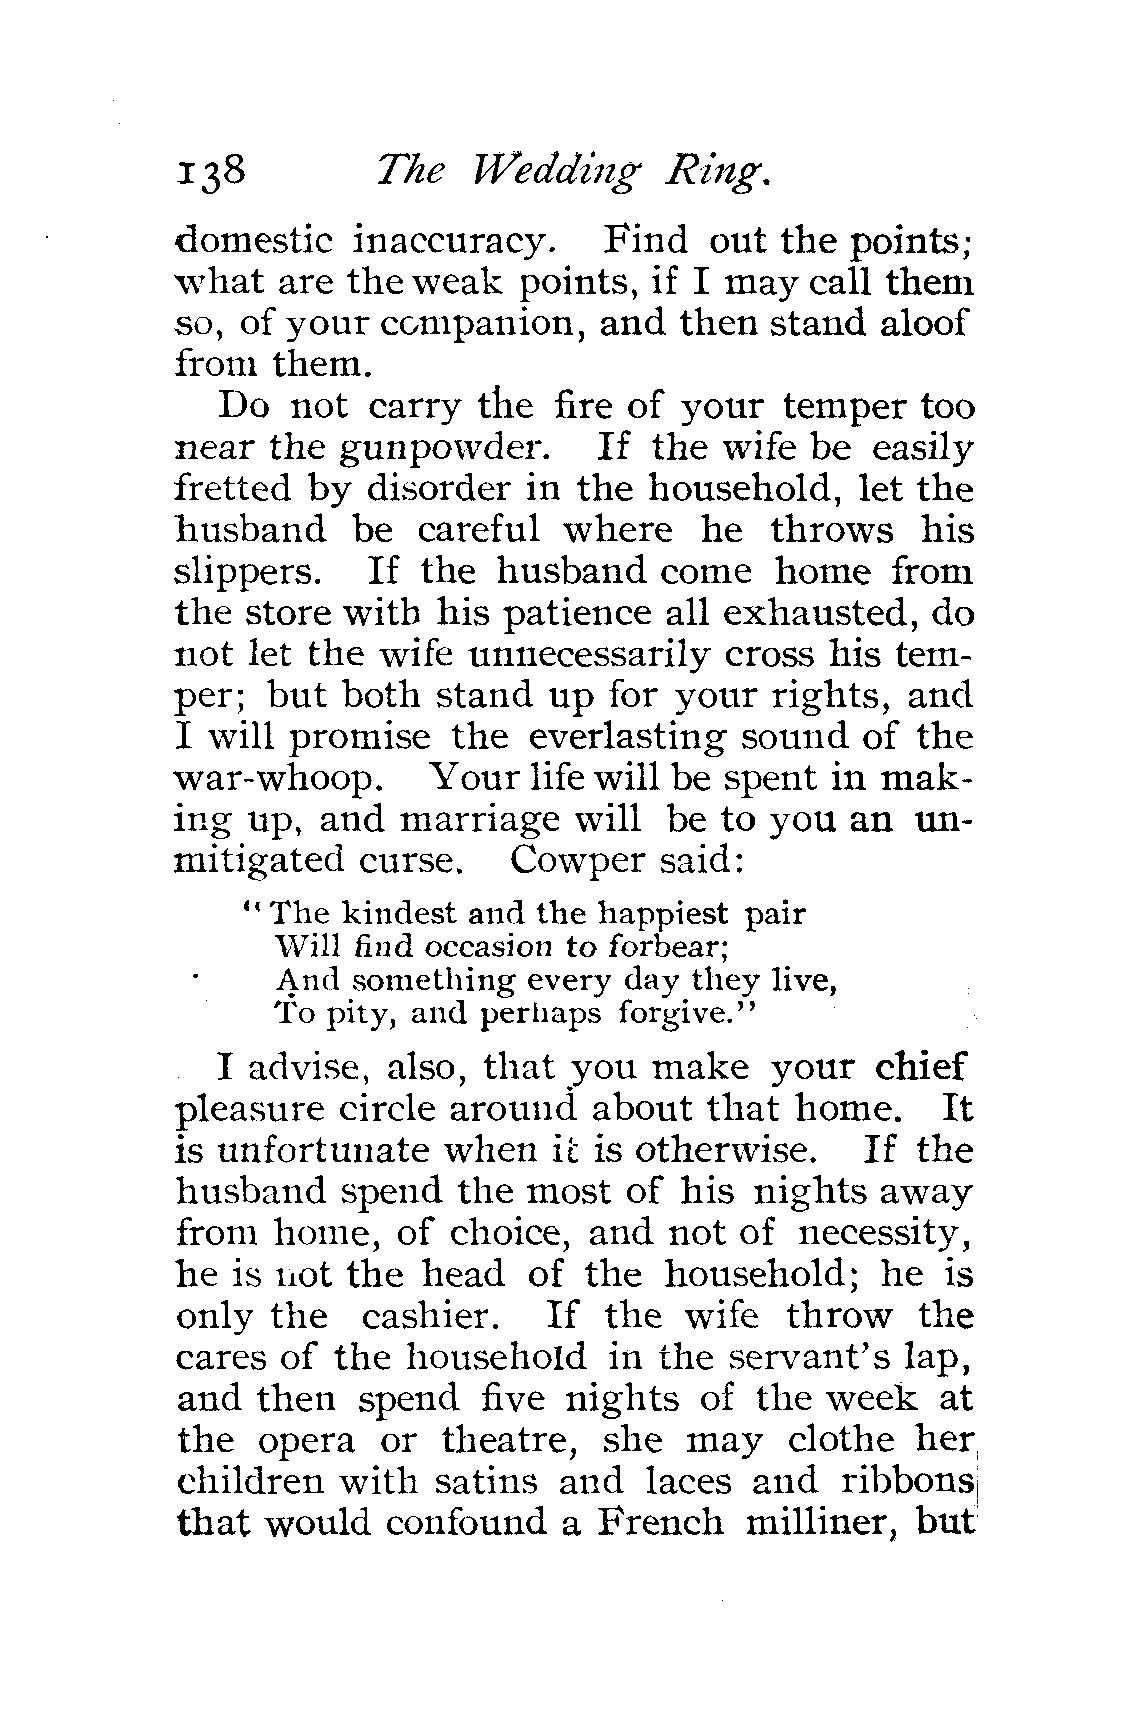 138 The Wedding Ring.
domestic inaccuracy. Find out the points;
what are the weak points, if I may call them
so, of your companion, and then stand aloof
from them.
Do not carry the fire of your temper too
near the gunpowder. If the wife be easily
fretted by disorder in the household, let the
husband be careful where he throws his
slippers. If the husband come home from
the store with his patience all exhausted, do
not let the wife unnecessarily cross his tem-
per; but both stand up for your rights, and
I will promise the everlasting sound of the
war-whoop. Your life will be spent in mak-
ing up, and marriage will be to you an un-
mitigated curse. Cowper said:
"The kindest and the happiest pair
Will find occasion to forbear;
And something every day they live,
To pity, and perhaps forgive."
I advise, also, that you make your chief
pleasure circle around about that home. It
is unfortunate when it is otherwise. If the
husband spend the most of his nights away
from home, of choice, and not of necessity,
he is not the head of the household; he is
only the cashier. If the wife throw the
cares of the household in the servant's lap,
and then spend five nights of the week at
the opera or theatre, she may clothe her
children with satins and laces and ribbons
that would confound a French milliner, but